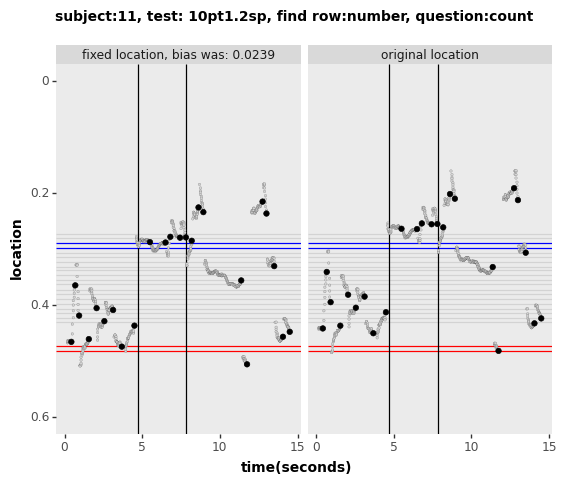 subject:11, test: 10pt1.2sp, find row:number, question:count
fixed location, bias was: 0.0239
original location
0
0.2
0.4
0.6
location
0 5 10 15
0 5 10 15
time(seconds)